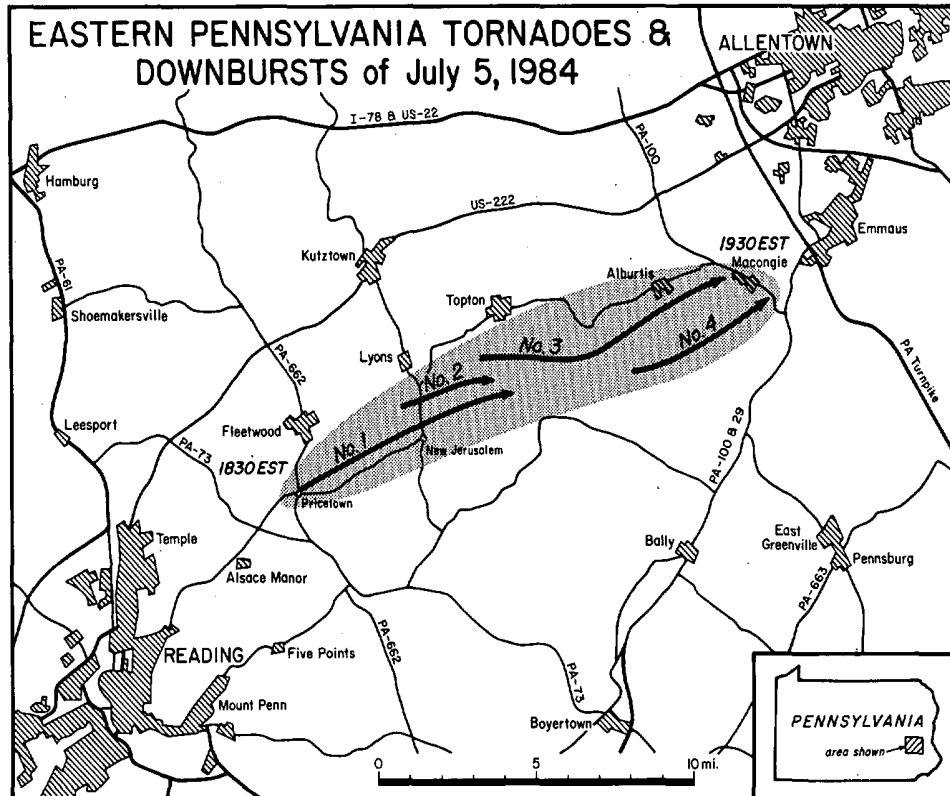 EASTERN PENNSYLVANIA TORNADOES &
DOWNBURSTS of July 5, 1984
ALLENTOWN
I-78 & US-22
PA-100
Hamburg
US-222
Emmaus
Kutztown
1930 EST
Macongie
PA-61
Alburtis
Shoemakersville
Topton
No. 3
No. 4
PA-662
Lyons
No. 2
PA Turnpike
Leesport
Fleetwood
PA-73
No. 1
New Jerusalem
PA-100 & 29
1830 EST
Pricetown
Temple
Bally
East
Greenville
Pennsburg
Alsace Manor
PA-663
READING
Five Points
PA-662
PA-73
Mount Penn
Boyertown
PENNSYLVANIA
area shown
0 5 10 mi.